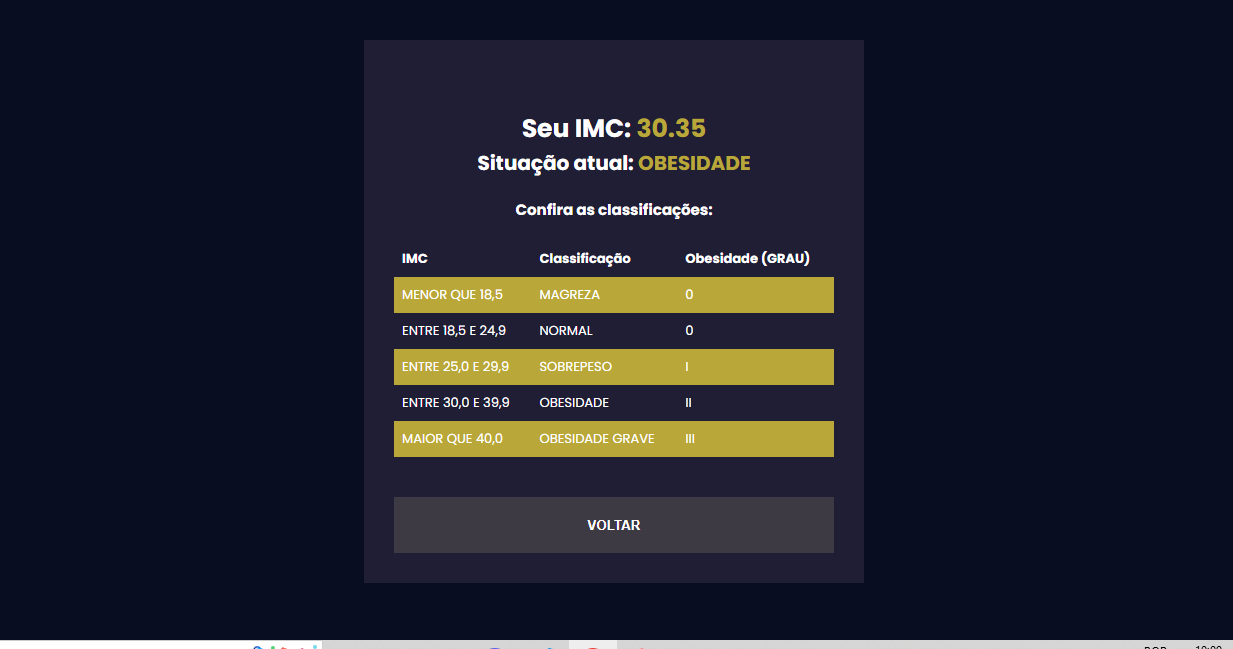 Seu IMC: 30.35
Situação atual: OBESIDADE
Confira as classificações:
IMC Classificação Obesidade (GRAU)
MENOR QUE 18,5 MAGREZA 0
ENTRE 18,5 E 24,9 NORMAL 0
ENTRE 25,0 E 29,9 SOBREPESO I
ENTRE 30,0 E 39,9 OBESIDADE II
MAIOR QUE 40,0 OBESIDADE GRAVE III
VOLTAR